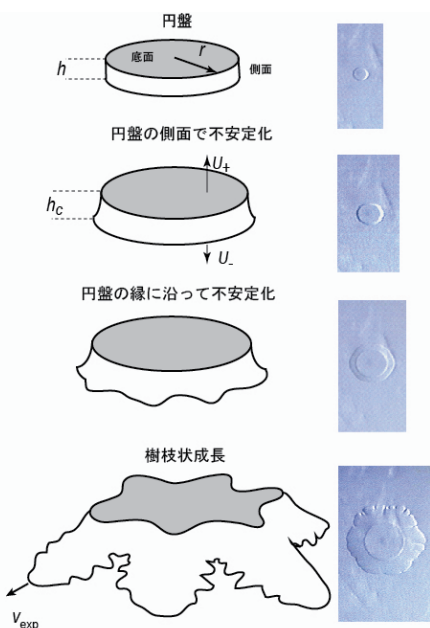 円盤
底面
r
h
側面
円盤の側面で不安定化
U+
hc
U-
円盤の縁に沿って不安定化
樹枝状成長
Vexp